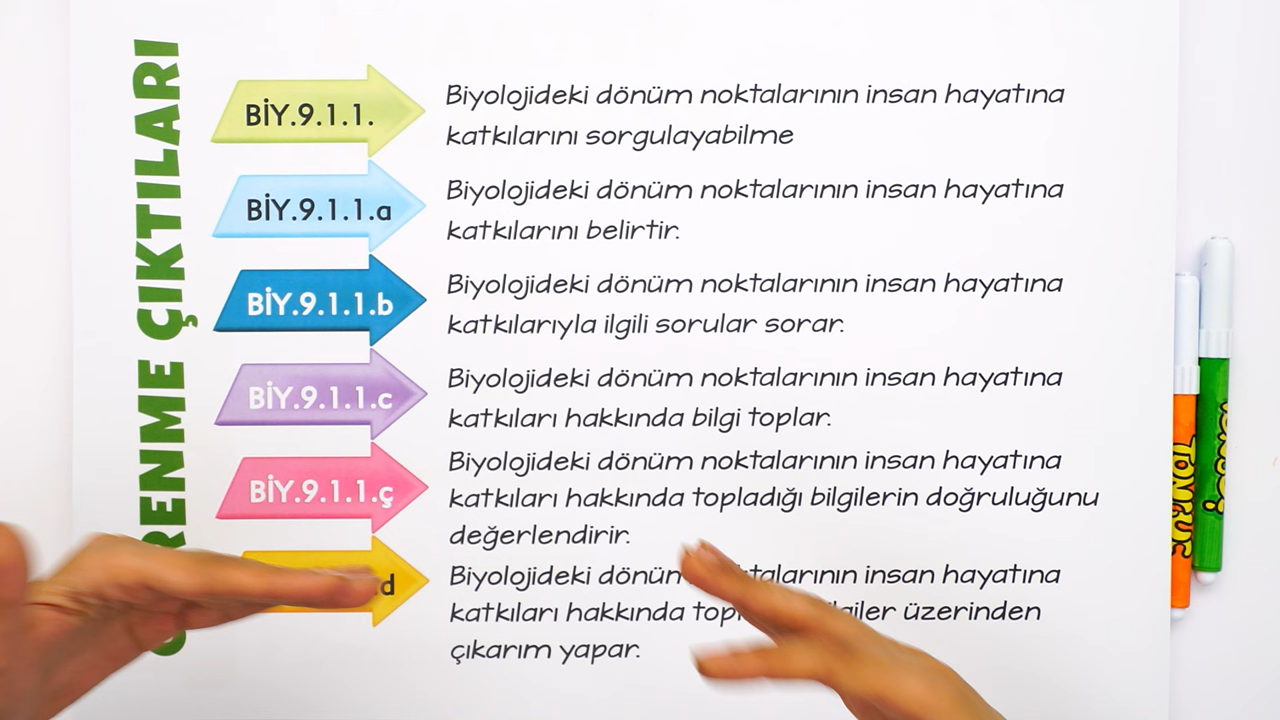 ÇIKTILARI
BİY.9.1.1.
Biyolojideki dönüm noktalarının insan hayatına
katkılarını sorgulayabilme
BİY.9.1.1.a
Biyolojideki dönüm noktalarının insan hayatına
katkılarını belirtir.
BİY.9.1.1.b
Biyolojideki dönüm noktalarının insan hayatına
katkılarıyla ilgili sorular sorar.
BİY.9.1.1.c
Biyolojideki dönüm noktalarının insan hayatına
katkıları hakkında bilgi toplar.
BİY.9.1.1.ç
Biyolojideki dönüm noktalarının insan hayatına
katkıları hakkında topladığı bilgilerin doğruluğunu
değerlendirir.
Biyolojideki insan hayatına
katkıları hakkında üzerinden
çıkarım yapar.